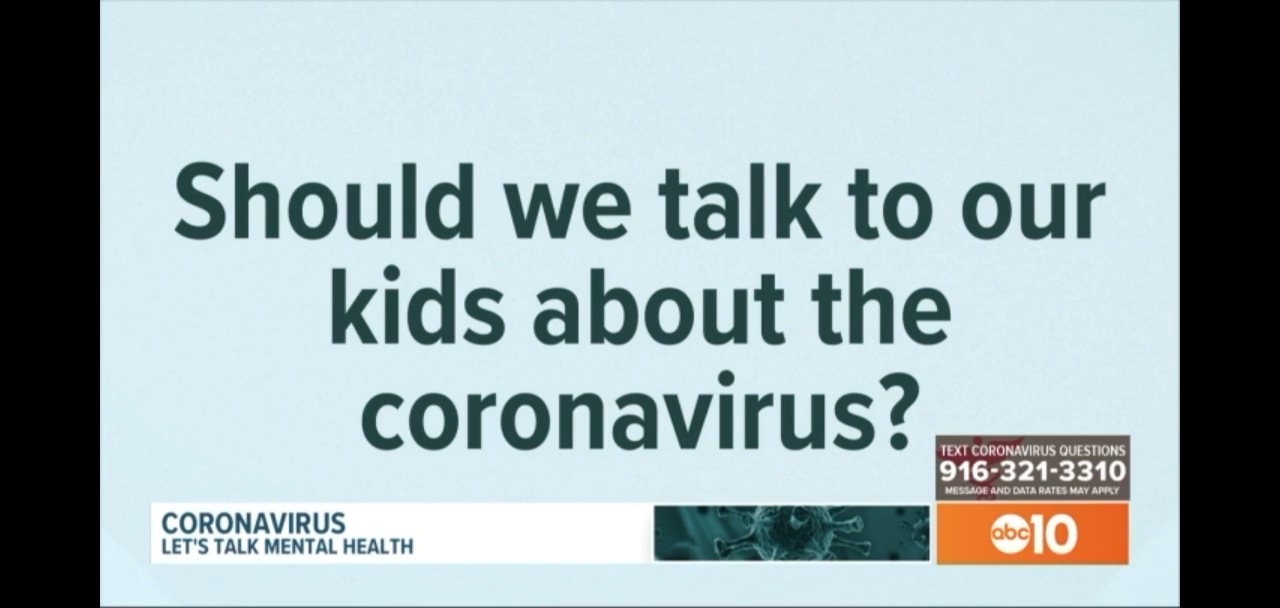 Should we talk to our
kids about the
coronavirus?
TEXT CORONAVIRUS QUESTIONS
916-321-3310
MESSAGE AND DATA RATES MAY APPLY
CORONAVIRUS
LET'S TALK MENTAL HEALTH
abc10